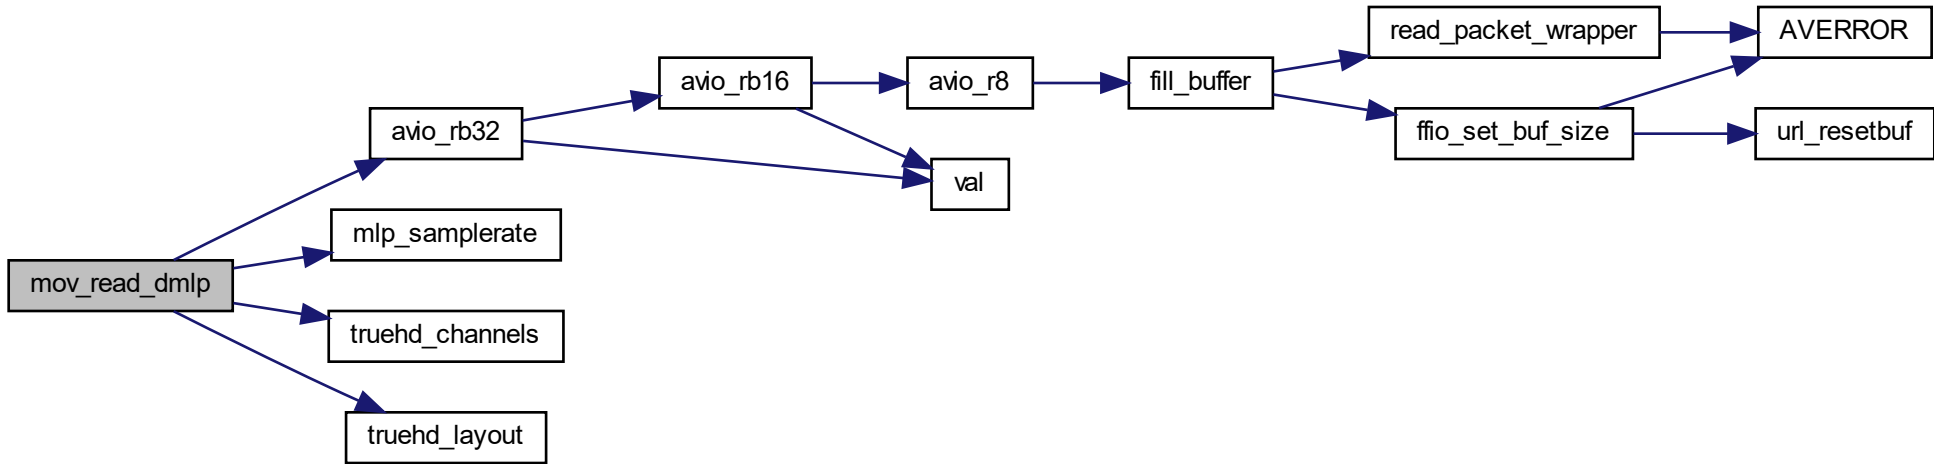 read_packet_wrapper
AVERROR
avio_rb16
avio_r8
fill_buffer
avio_rb32
ffio_set_buf_size
url_resetbuf
val
mlp_samplerate
mov_read_dmlp
truehd_channels
truehd_layout